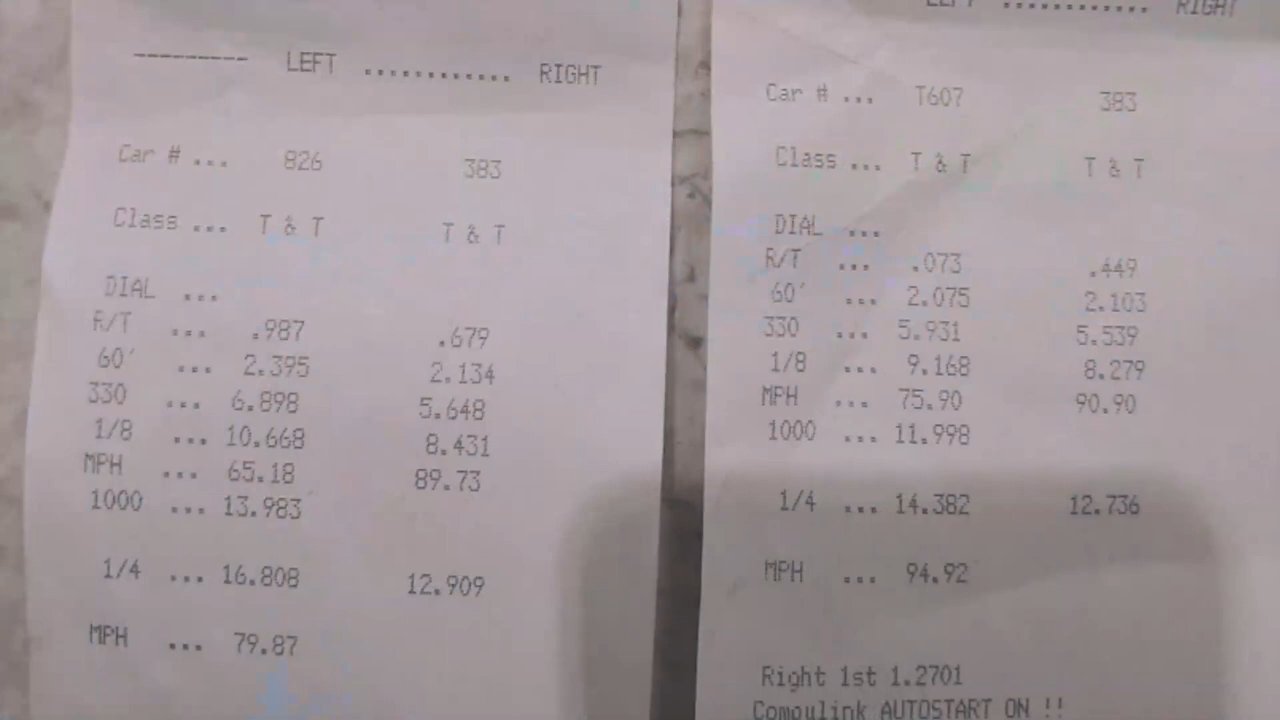 --------- LEFT ............ RIGHT
Car # ... 826 383
Class ... T & T T & T
DIAL ...
R/T ... .987 .679
60' ... 2.395 2.134
330 ... 6.898 5.648
1/8 ... 10.668 8.431
MPH ... 65.18 89.73
1000 ... 13.983
1/4 ... 16.808 12.909
MPH ... 79.87
LEFT ............ RIGHT
Car # ... T607 383
Class ... T & T T & T
DIAL ...
R/T ... .073 .449
60' ... 2.075 2.103
330 ... 5.931 5.539
1/8 ... 9.168 8.279
MPH ... 75.90 90.90
1000 ... 11.998
1/4 ... 14.382 12.736
MPH ... 94.92
Right 1st 1.2701
Compulink AUTOSTART ON !!